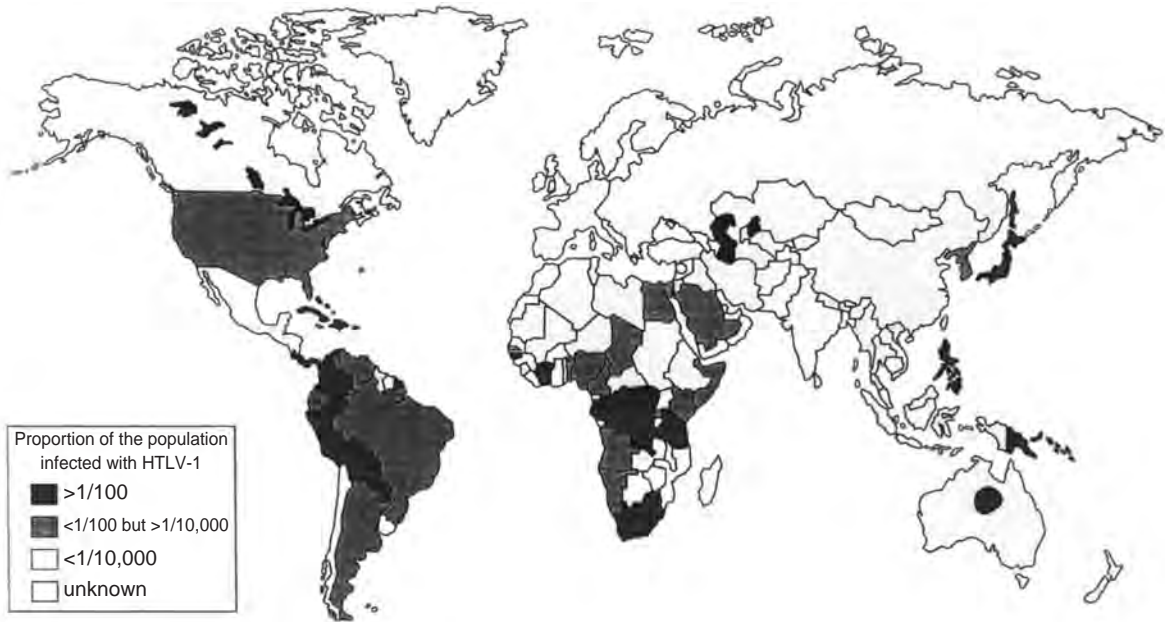 Proportion of the population
infected with HTLV-1
>1/100
<1/100 but >1/10,000
<1/10,000
unknown